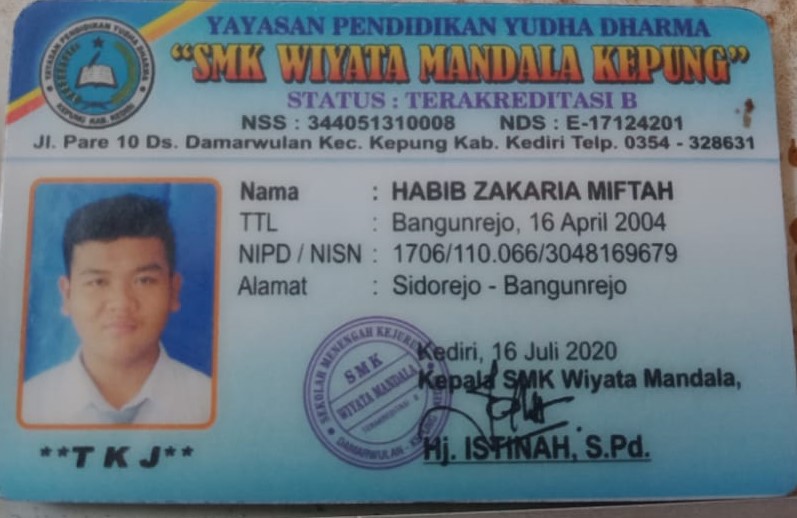 YAYASAN PENDIDIKAN YUDHA DHARMA
"SMK WIYATA MANDALA KEPUNG"
STATUS : TERAKREDITASI B
NSS : 344051310008 NDS : E-17124201
Jl. Pare 10 Ds. Damarwulan Kec. Kepung Kab. Kediri Telp. 0354 - 328631
YAYASAN PENDIDIKAN YUDHA DHARMA
KEPUNG KAB. KEDIRI
Nama : HABIB ZAKARIA MIFTAH
TTL : Bangunrejo, 16 April 2004
NIPD / NISN : 1706/110.066/3048169679
Alamat : Sidorejo - Bangunrejo
**T K J**
Kediri, 16 Juli 2020
Kepala SMK Wiyata Mandala,
Hj. ISTINAH, S.Pd.
SEKOLAH MENENGAH KEJURUAN
SMK
WIYATA MANDALA
DAMARWULAN